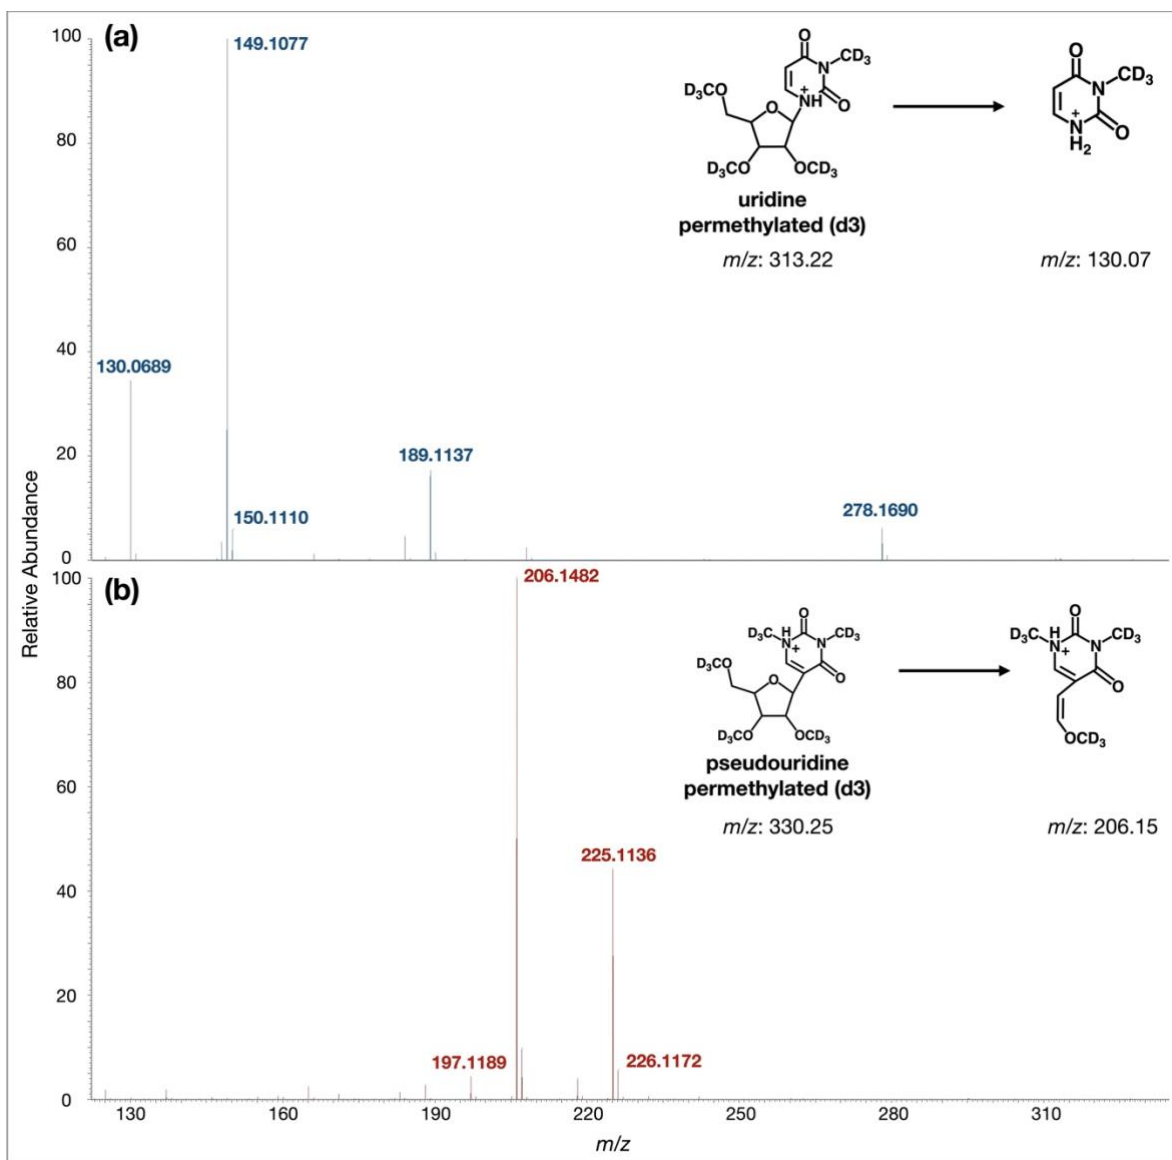 Relative Abundance
(a)
100
80
60
40
20
0
149.1077
130.0689
150.1110
189.1137
278.1690
O
N
CD3
D3CO
+
NH
O
O
D3CO
OCD3
uridine
permethylated (d3)
m/z: 313.22
O
N
CD3
+
N
H2
O
m/z: 130.07
(b)
100
80
60
40
20
0
206.1482
225.1136
197.1189
226.1172
O
D3C
H
N
+
N
CD3
D3CO
O
O
D3CO
OCD3
pseudouridine
permethylated (d3)
m/z: 330.25
O
D3C
H
N
+
N
CD3
O
OCD3
m/z: 206.15
130
160
190
220
250
280
310
m/z